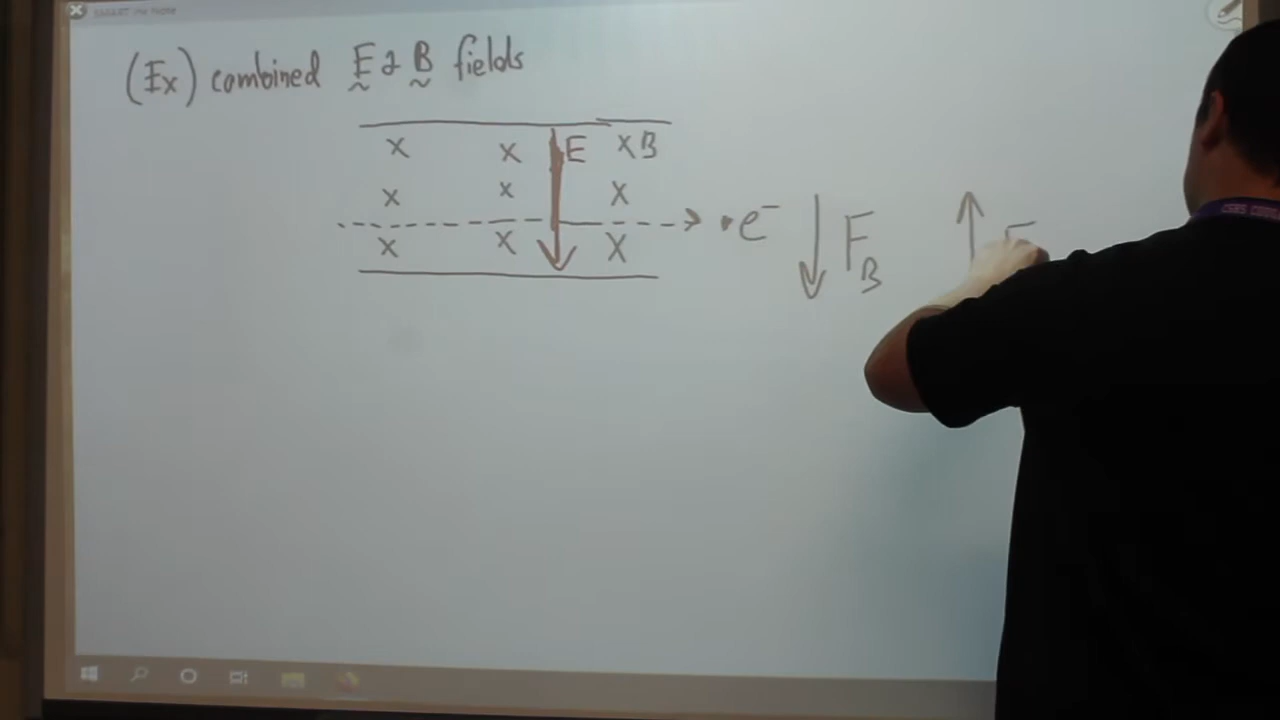 (Ex) combined E & B fields
x x E x B
x x x
x x x
•e⁻ F_B F